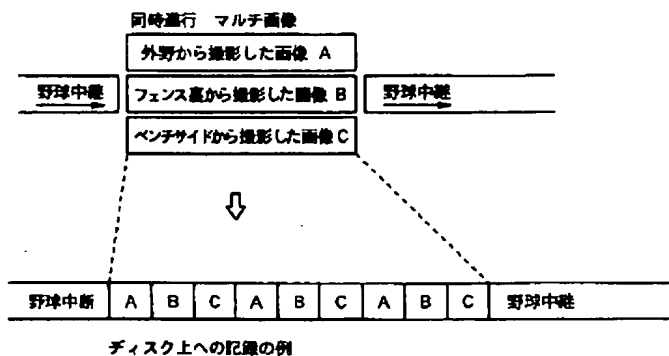 同時進行 マルチ画像
外野から撮影した画像 A
野球中継
フェンス裏から撮影した画像 B
野球中継
ベンチサイドから撮影した画像 C
野球中断 A B C A B C A B C 野球中継
ディスク上への記録の例